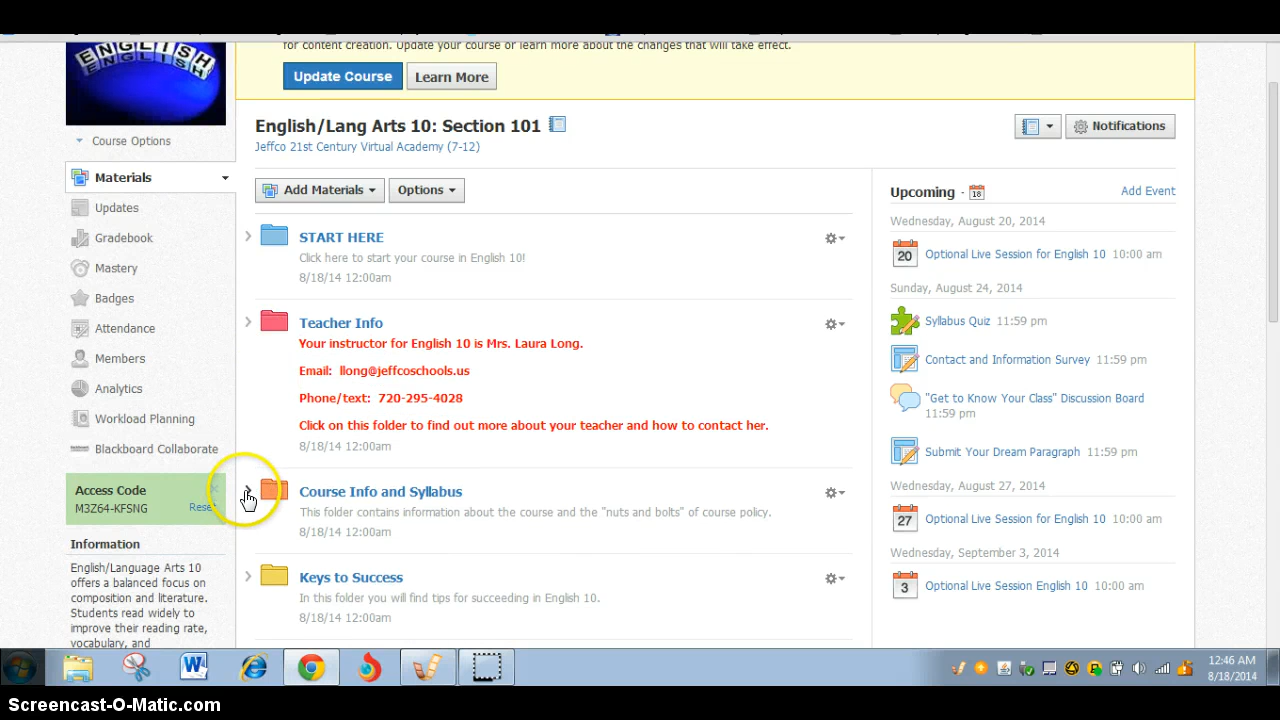 for content creation. Update your course or learn more about the changes that will take effect.
Update Course
Learn More
ENGLISH
ENGLISH
English/Lang Arts 10: Section 101
Jeffco 21st Century Virtual Academy (7-12)
Notifications
Course Options
Materials
Updates
Gradebook
Mastery
Badges
Attendance
Members
Analytics
Workload Planning
Blackboard Collaborate
Access Code
M3Z64-KFSNG
Reset
Information
English/Language Arts 10
offers a balanced focus on
composition and literature.
Students read widely to
improve their reading rate,
vocabulary, and
Add Materials
Options
START HERE
Click here to start your course in English 10!
8/18/14 12:00am
Teacher Info
Your instructor for English 10 is Mrs. Laura Long.
Email: llong@jeffcoschools.us
Phone/text: 720-295-4028
Click on this folder to find out more about your teacher and how to contact her.
8/18/14 12:00am
Course Info and Syllabus
This folder contains information about the course and the "nuts and bolts" of course policy.
8/18/14 12:00am
Keys to Success
In this folder you will find tips for succeeding in English 10.
8/18/14 12:00am
Upcoming · 18
Add Event
Wednesday, August 20, 2014
20 Optional Live Session for English 10 10:00 am
Sunday, August 24, 2014
Syllabus Quiz 11:59 pm
Contact and Information Survey 11:59 pm
"Get to Know Your Class" Discussion Board
11:59 pm
Submit Your Dream Paragraph 11:59 pm
Wednesday, August 27, 2014
27 Optional Live Session for English 10 10:00 am
Wednesday, September 3, 2014
3 Optional Live Session English 10 10:00 am
12:46 AM
8/18/2014
Screencast-O-Matic.com